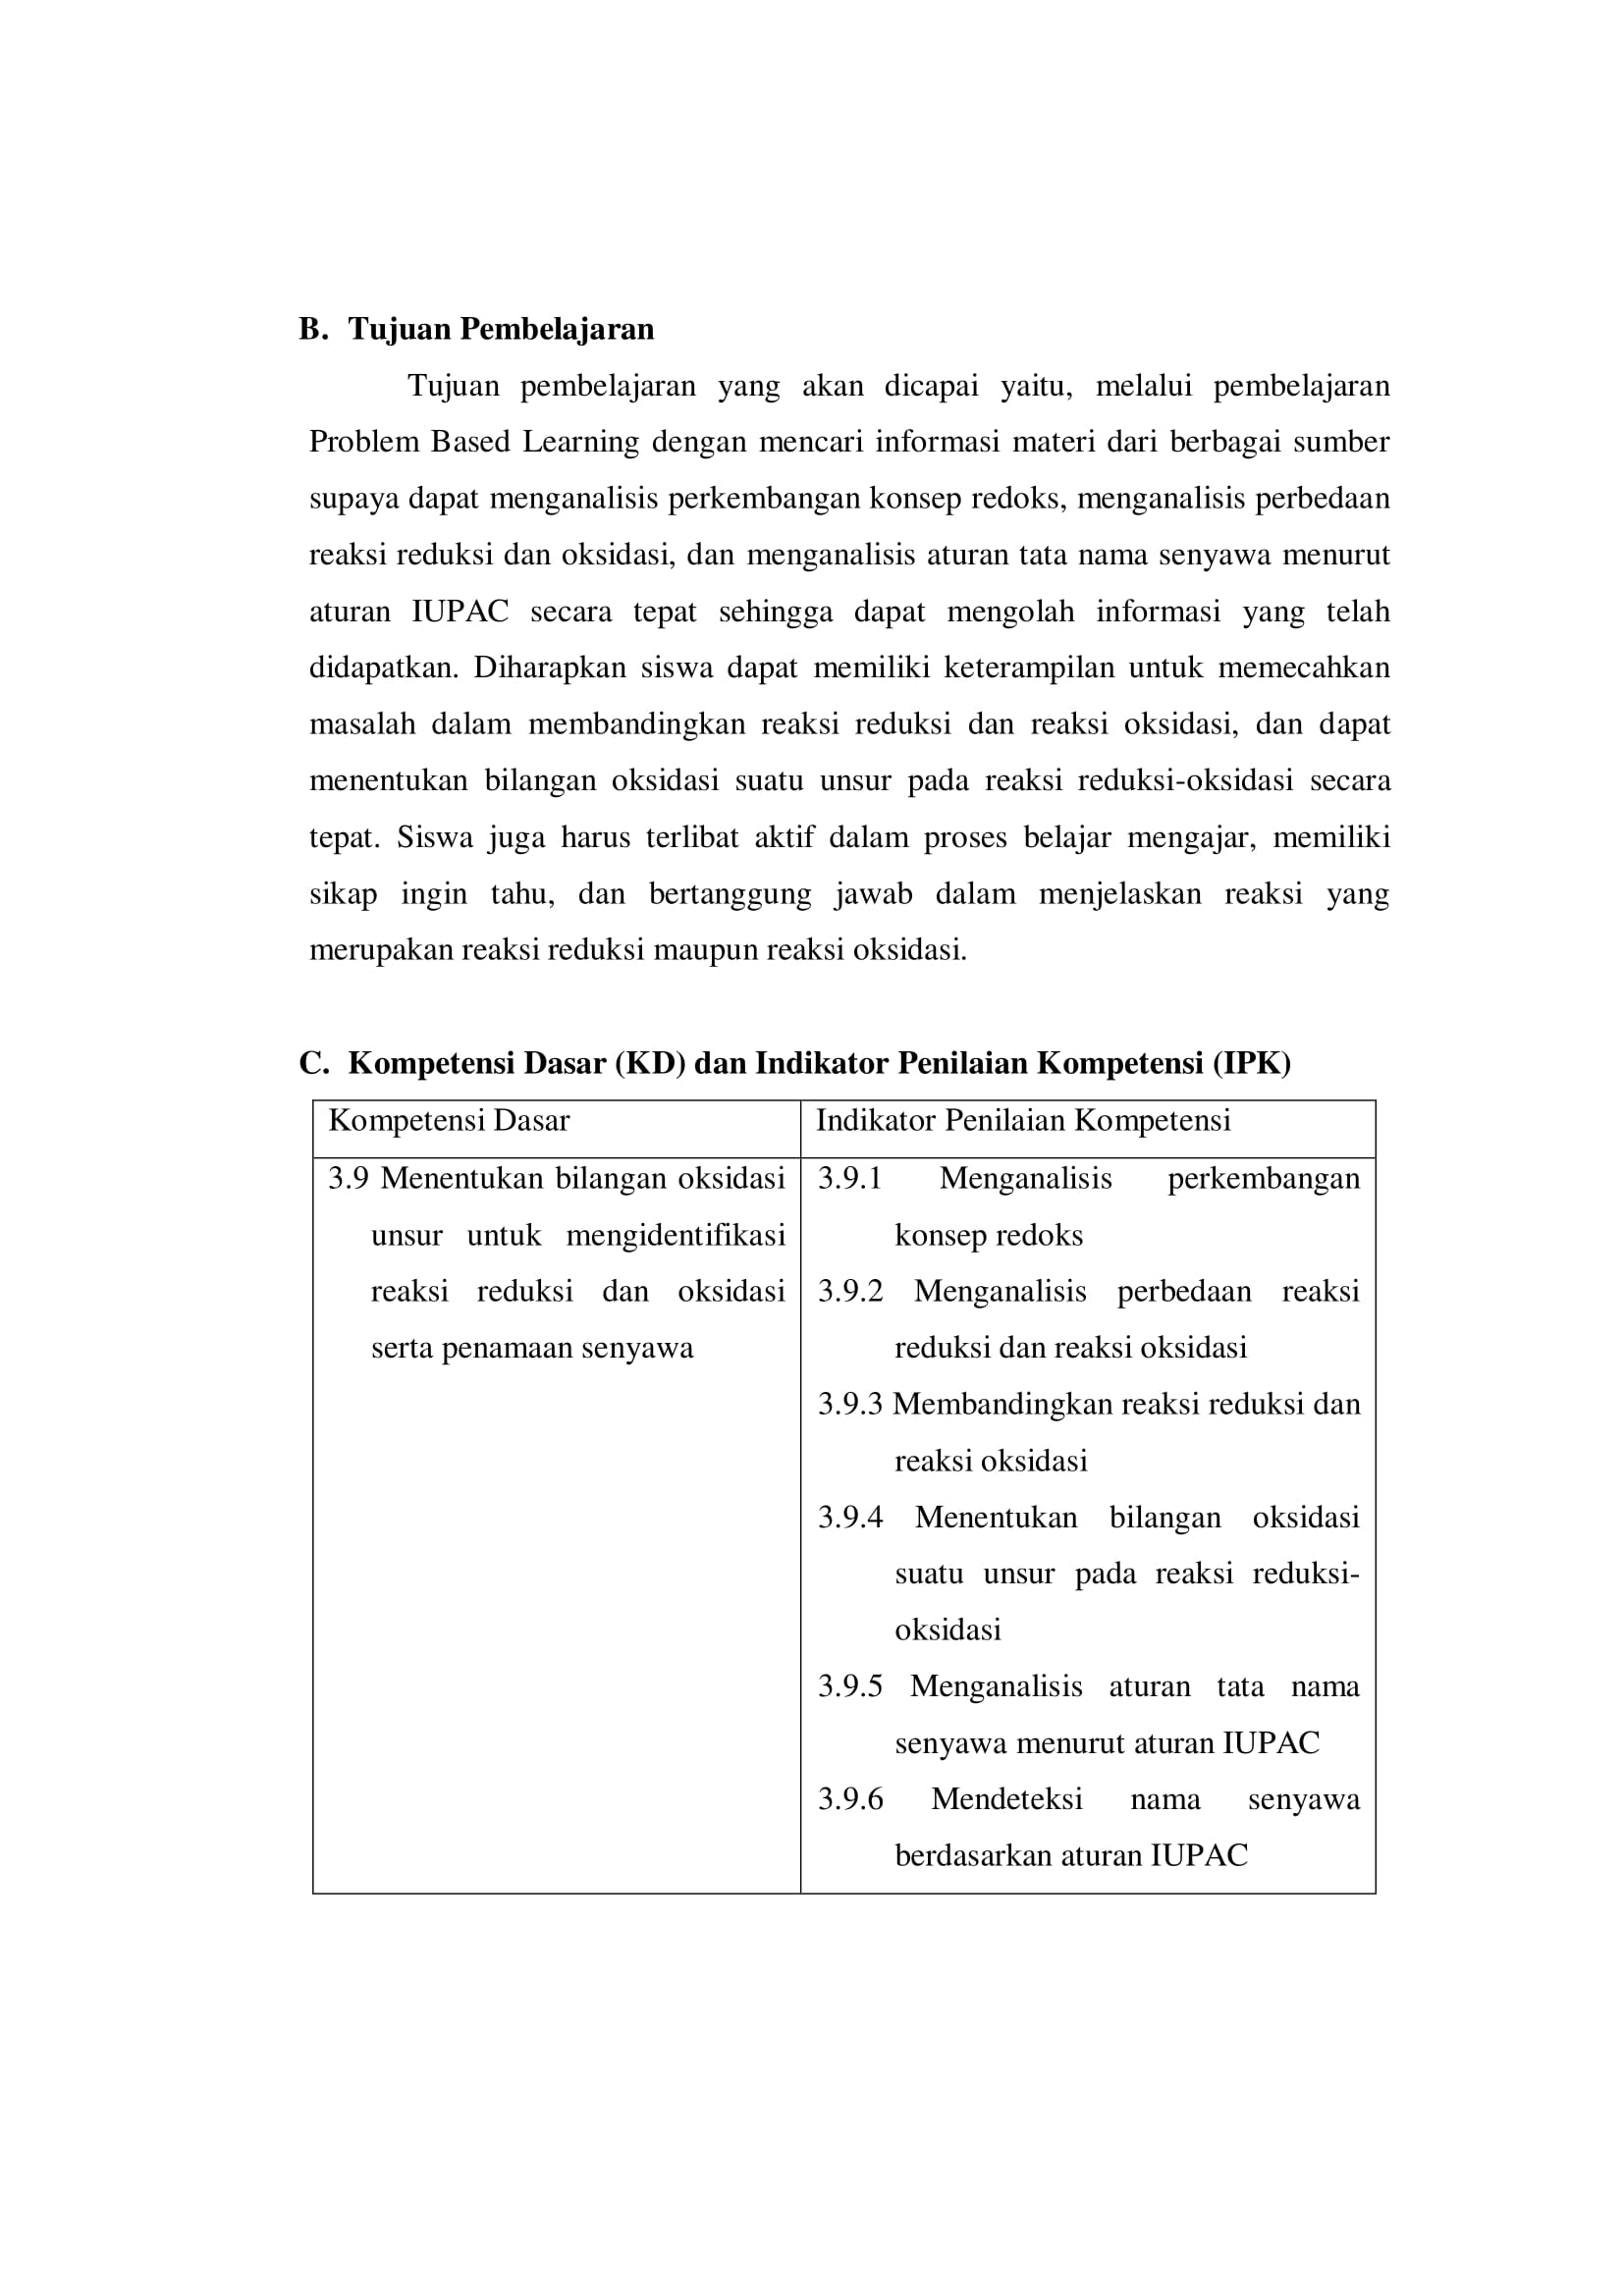 B. Tujuan Pembelajaran
Tujuan pembelajaran yang akan dicapai yaitu, melalui pembelajaran
Problem Based Learning dengan mencari informasi materi dari berbagai sumber
supaya dapat menganalisis perkembangan konsep redoks, menganalisis perbedaan
reaksi reduksi dan oksidasi, dan menganalisis aturan tata nama senyawa menurut
aturan IUPAC secara tepat sehingga dapat mengolah informasi yang telah
didapatkan. Diharapkan siswa dapat memiliki keterampilan untuk memecahkan
masalah dalam membandingkan reaksi reduksi dan reaksi oksidasi, dan dapat
menentukan bilangan oksidasi suatu unsur pada reaksi reduksi-oksidasi secara
tepat. Siswa juga harus terlibat aktif dalam proses belajar mengajar, memiliki
sikap ingin tahu, dan bertanggung jawab dalam menjelaskan reaksi yang
merupakan reaksi reduksi maupun reaksi oksidasi.
C. Kompetensi Dasar (KD) dan Indikator Penilaian Kompetensi (IPK)
Kompetensi Dasar
Indikator Penilaian Kompetensi
3.9 Menentukan bilangan oksidasi
unsur untuk mengidentifikasi
reaksi reduksi dan oksidasi
serta penamaan senyawa
3.9.1 Menganalisis perkembangan
konsep redoks
3.9.2 Menganalisis perbedaan reaksi
reduksi dan reaksi oksidasi
3.9.3 Membandingkan reaksi reduksi dan
reaksi oksidasi
3.9.4 Menentukan bilangan oksidasi
suatu unsur pada reaksi reduksi-
oksidasi
3.9.5 Menganalisis aturan tata nama
senyawa menurut aturan IUPAC
3.9.6 Mendeteksi nama senyawa
berdasarkan aturan IUPAC